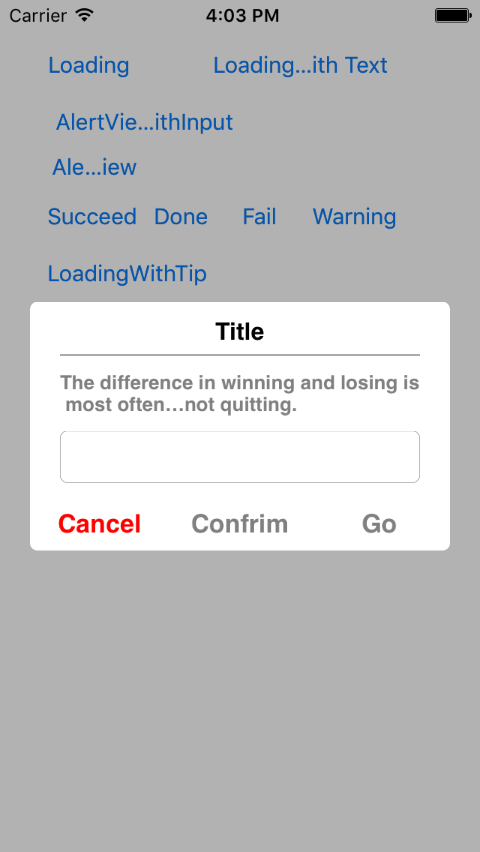 Carrier 4:03 PM
Loading Loading...ith Text
AlertVie...ithInput
Ale...iew
Succeed Done Fail Warning
LoadingWithTip
Title
The difference in winning and losing is
most often...not quitting.
Cancel Confrim Go